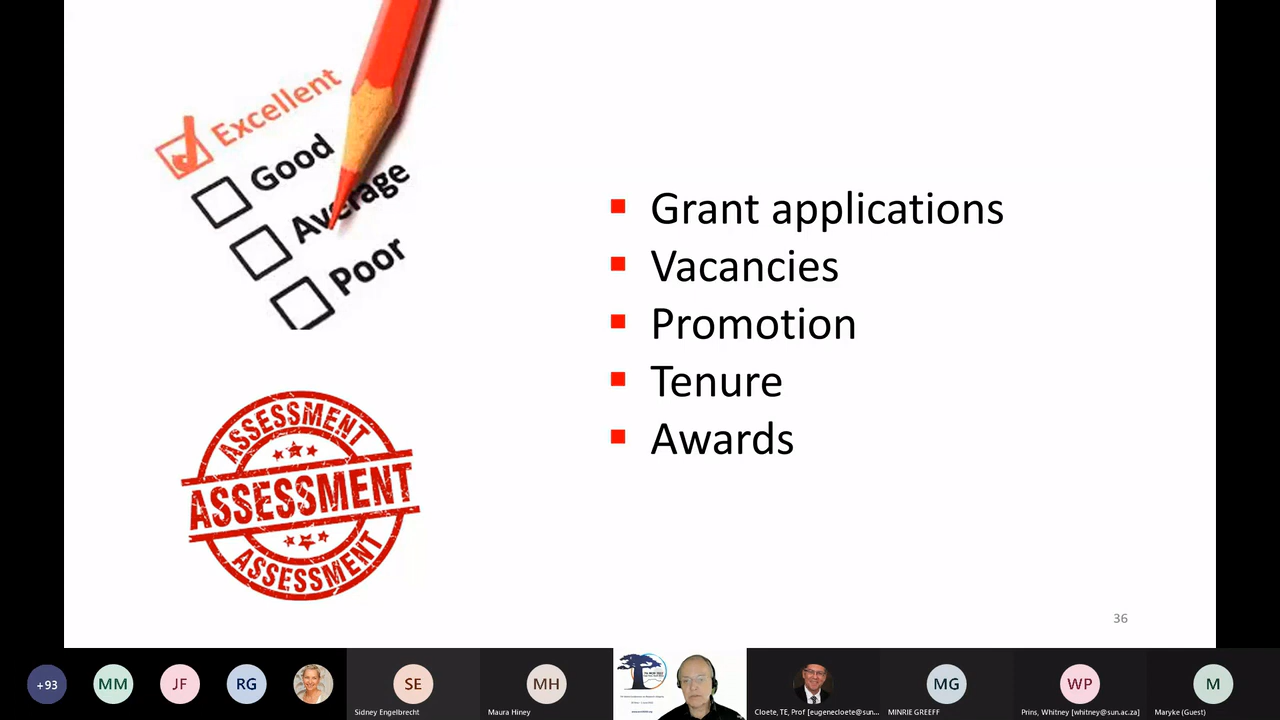 Excellent
Good
Average
Poor
ASSESSMENT
ASSESSMENT
ASSESSMENT
Grant applications
Vacancies
Promotion
Tenure
Awards
36
+93
MM
JF
RG
SE
Sidney Engelbrecht
MH
Maura Hiney
Cloete, TE, Prof [eugenecloete@sun...
MG
MINRIE GREEFF
WP
Prins, Whitney [whitney@sun.ac.za]
M
Maryke (Guest)